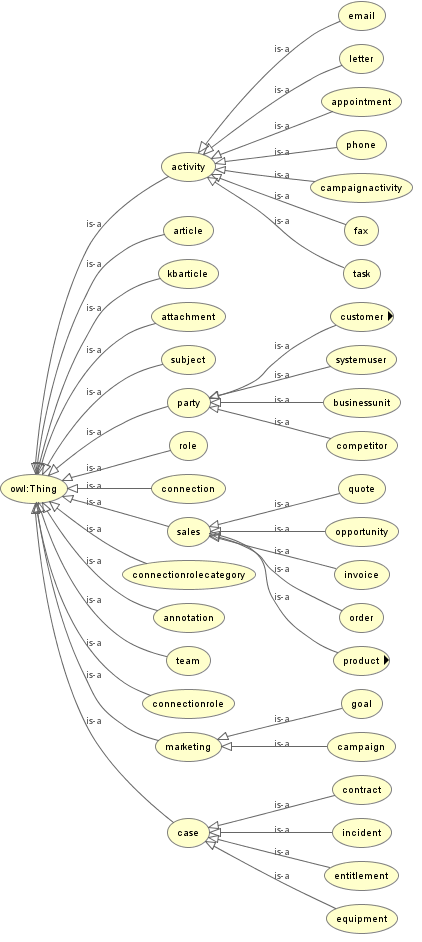 email
is-a
letter
is-a
appointment
is-a
phone
is-a
activity
campaignactivity
is-a
fax
is-a
is-a
article
is-a
task
is-a
kbarticle
is-a
attachment
customer
is-a
is-a
subject
systemuser
is-a
is-a
party
businessunit
is-a
is-a
role
competitor
is-a
is-a
owl:Thing
connection
quote
is-a
is-a
is-a
sales
opportunity
is-a
is-a
connectionrolecategory
invoice
is-a
is-a
annotation
order
is-a
is-a
team
product
is-a
is-a
connectionrole
goal
is-a
is-a
marketing
campaign
is-a
contract
case
incident
is-a
is-a
entitlement
is-a
equipment
is-a